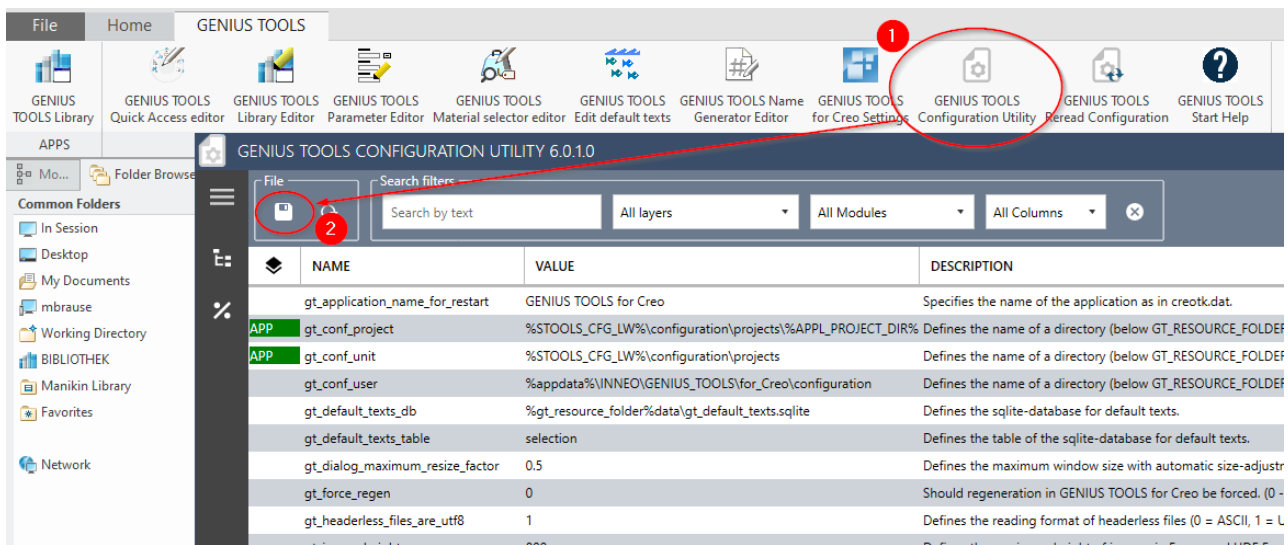 File Home GENIUS TOOLS
1
GENIUS TOOLS Library
GENIUS TOOLS Quick Access editor
GENIUS TOOLS Library Editor
GENIUS TOOLS Parameter Editor
GENIUS TOOLS Material selector editor
GENIUS TOOLS Edit default texts
GENIUS TOOLS Name Generator Editor
GENIUS TOOLS for Creo Settings
GENIUS TOOLS Configuration Utility
GENIUS TOOLS Reread Configuration
GENIUS TOOLS Start Help
APPS
GENIUS TOOLS CONFIGURATION UTILITY 6.0.1.0
Mo... Folder Browse
Common Folders
In Session
Desktop
My Documents
mbrause
Working Directory
BIBLIOTHEK
Manikin Library
Favorites
Network
File Search filters
2
Search by text All layers All Modules All Columns
NAME VALUE DESCRIPTION
gt_application_name_for_restart GENIUS TOOLS for Creo Specifies the name of the application as in creotk.dat.
APP gt_conf_project %STOOLS_CFG_LW%\configuration\projects\%APPL_PROJECT_DIR% Defines the name of a directory (below GT_RESOURCE_FOLDER
APP gt_conf_unit %STOOLS_CFG_LW%\configuration\projects Defines the name of a directory (below GT_RESOURCE_FOLDER
gt_conf_user %appdata%\INNEO\GENIUS_TOOLS\for_Creo\configuration Defines the name of a directory (below GT_RESOURCE_FOLDER
gt_default_texts_db %gt_resource_folder%data\gt_default_texts.sqlite Defines the sqlite-database for default texts.
gt_default_texts_table selection Defines the table of the sqlite-database for default texts.
gt_dialog_maximum_resize_factor 0.5 Defines the maximum window size with automatic size-adjustr
gt_force_regen 0 Should regeneration in GENIUS TOOLS for Creo be forced. (0 -
gt_headerless_files_are_utf8 1 Defines the reading format of headerless files (0 = ASCII, 1 = U